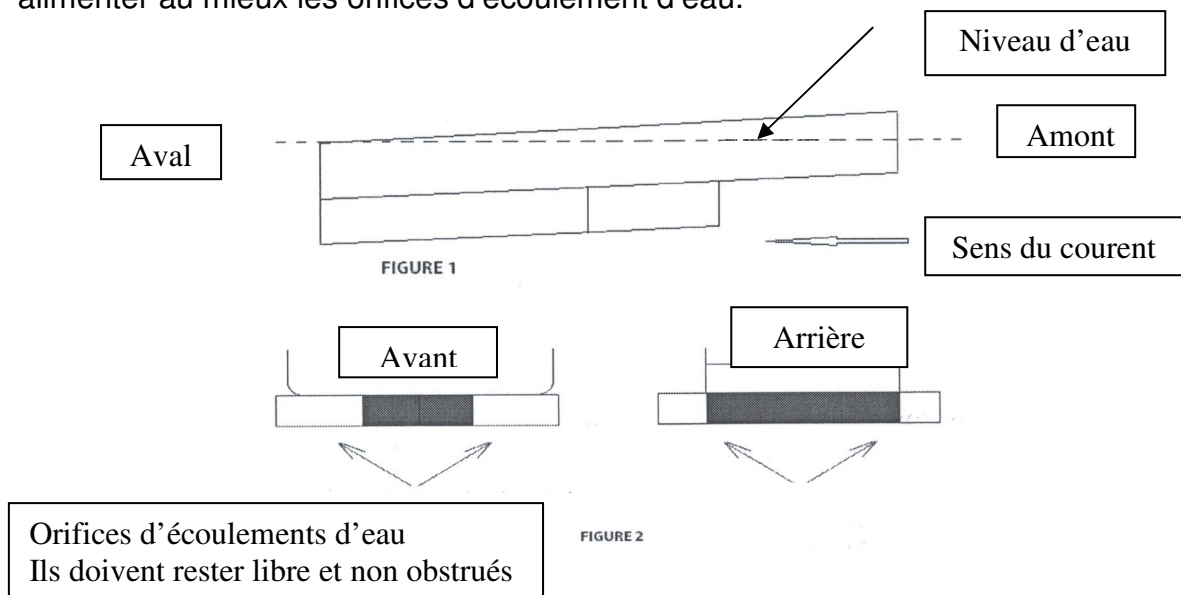 alimenter au mieux les orifices d'écoulement d'eau.
Niveau d'eau
Aval
Amont
Sens du courent
FIGURE 1
Avant
Arrière
Orifices d'écoulements d'eau
Ils doivent rester libre et non obstrués
FIGURE 2